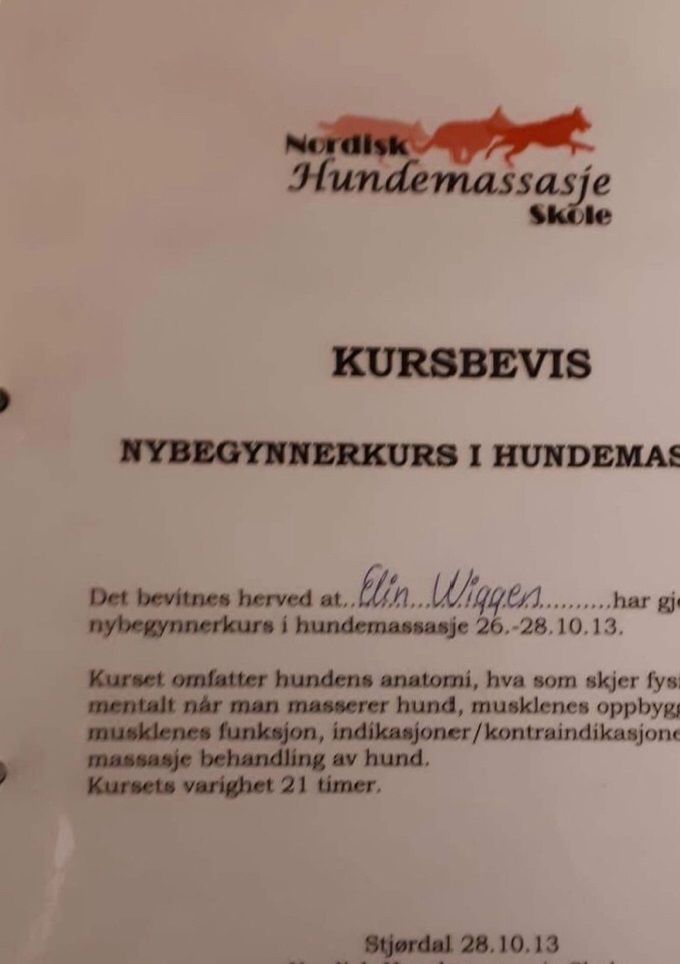 Nordisk
Hundemassasje
Skole
KURSBEVIS
NYBEGYNNERKURS I HUNDEMAS
Det bevitnes herved at..Elin Wiggen..........har gje
nybegynnerkurs i hundemassasje 26.-28.10.13.
Kurset omfatter hundens anatomi, hva som skjer fysi
mentalt når man masserer hund, musklenes oppbygg
musklenes funksjon, indikasjoner/kontraindikasjone
massasje behandling av hund.
Kursets varighet 21 timer.
Stjørdal 28.10.13